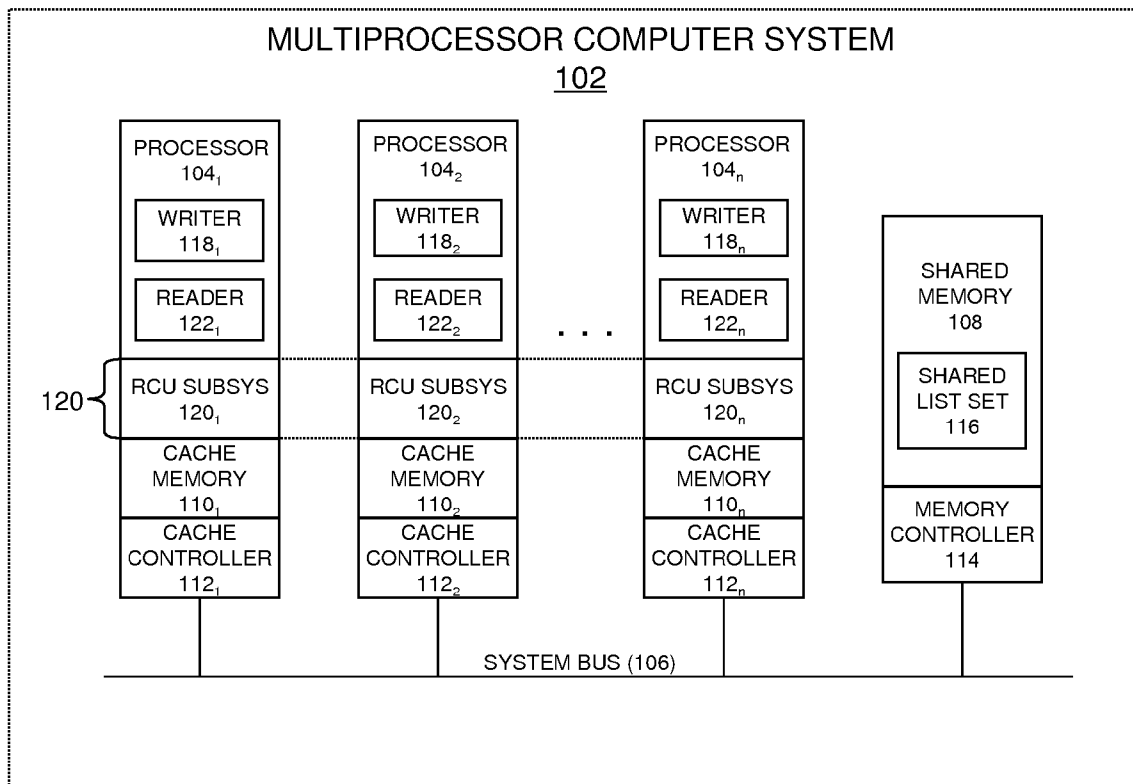 MULTIPROCESSOR COMPUTER SYSTEM
102
PROCESSOR
104₁
WRITER
118₁
READER
122₁
RCU SUBSYS
120₁
CACHE
MEMORY
110₁
CACHE
CONTROLLER
112₁
PROCESSOR
104₂
WRITER
118₂
READER
122₂
RCU SUBSYS
120₂
CACHE
MEMORY
110₂
CACHE
CONTROLLER
112₂
. . .
PROCESSOR
104ₙ
WRITER
118ₙ
READER
122ₙ
RCU SUBSYS
120ₙ
CACHE
MEMORY
110ₙ
CACHE
CONTROLLER
112ₙ
SHARED
MEMORY
108
SHARED
LIST SET
116
MEMORY
CONTROLLER
114
120
SYSTEM BUS (106)